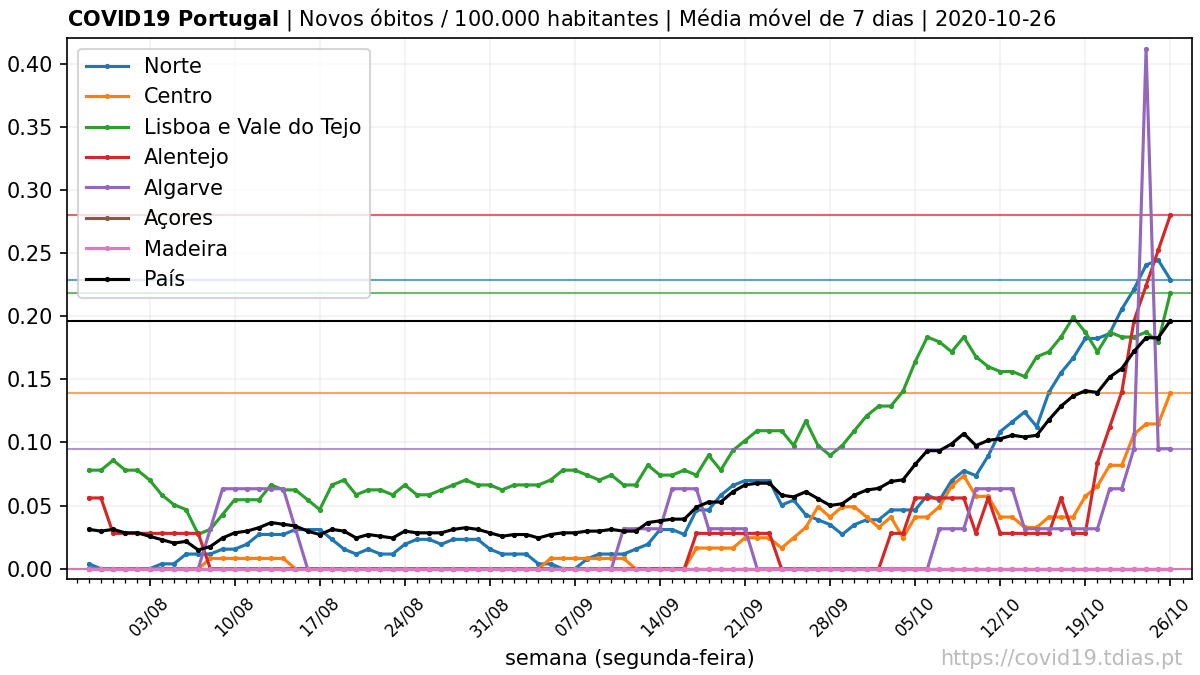 COVID19 Portugal | Novos óbitos / 100.000 habitantes | Média móvel de 7 dias | 2020-10-26
0.40
0.35
0.30
0.25
0.20
0.15
0.10
0.05
0.00
Norte
Centro
Lisboa e Vale do Tejo
Alentejo
Algarve
Açores
Madeira
País
03/08
10/08
17/08
24/08
31/08
07/09
14/09
21/09
28/09
05/10
12/10
19/10
26/10
semana (segunda-feira)
https://covid19.tdias.pt